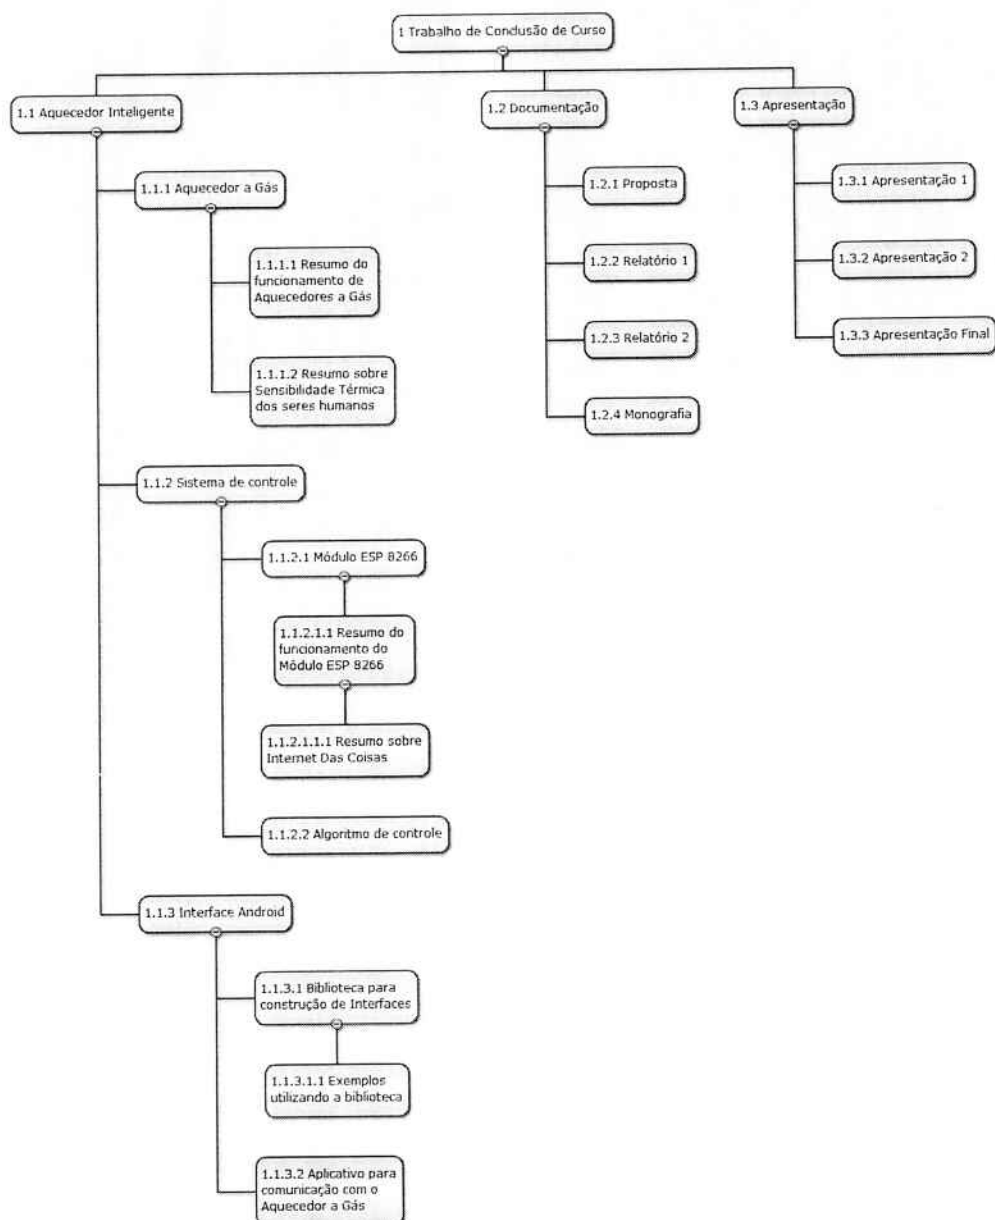 1 Trabalho de Conclusão de Curso
1.1 Aquecedor Inteligente
1.2 Documentação
1.3 Apresentação
1.1.1 Aquecedor a Gás
1.1.1.1 Resumo do
funcionamento de
Aquecedores a Gás
1.1.1.2 Resumo sobre
Sensibilidade Térmica
dos seres humanos
1.1.2 Sistema de controle
1.1.2.1 Módulo ESP 8266
1.1.2.1.1 Resumo do
funcionamento do
Módulo ESP 8266
1.1.2.1.1.1 Resumo sobre
Internet Das Coisas
1.1.2.2 Algoritmo de controle
1.1.3 Interface Android
1.1.3.1 Biblioteca para
construção de Interfaces
1.1.3.1.1 Exemplos
utilizando a biblioteca
1.1.3.2 Aplicativo para
comunicação com o
Aquecedor a Gás
1.2.1 Proposta
1.2.2 Relatório 1
1.2.3 Relatório 2
1.2.4 Monografia
1.3.1 Apresentação 1
1.3.2 Apresentação 2
1.3.3 Apresentação Final